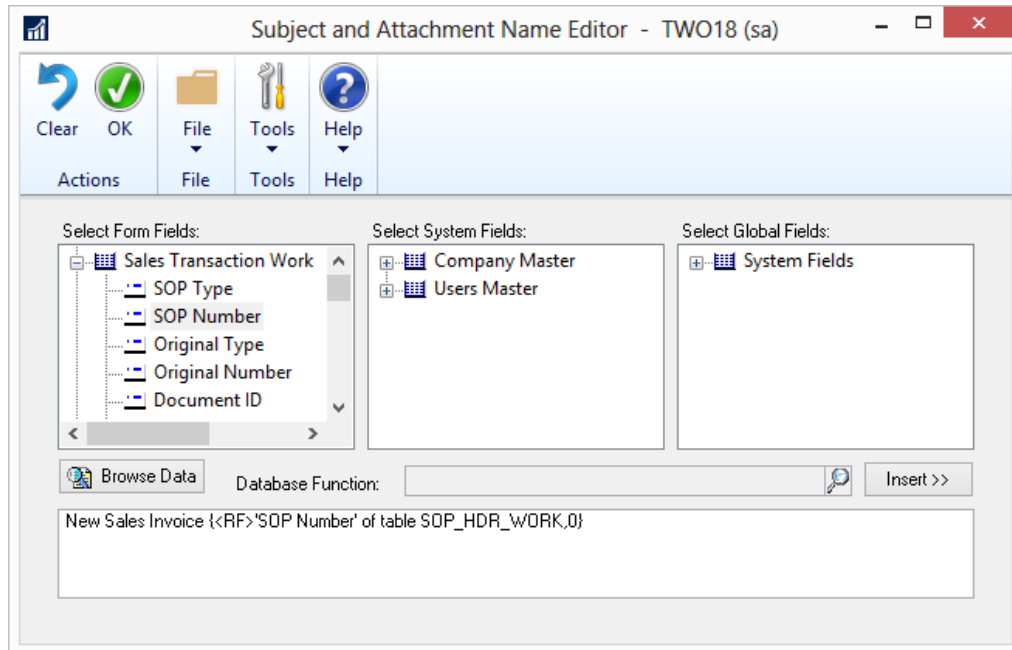 Subject and Attachment Name Editor - TWO18 (sa)
Clear OK File Tools Help
Actions File Tools Help
Select Form Fields: Select System Fields: Select Global Fields:
Sales Transaction Work Company Master System Fields
SOP Type Users Master
SOP Number
Original Type
Original Number
Document ID
Browse Data Database Function: Insert >>
New Sales Invoice {<RF>'SOP Number' of table SOP_HDR_WORK,0}